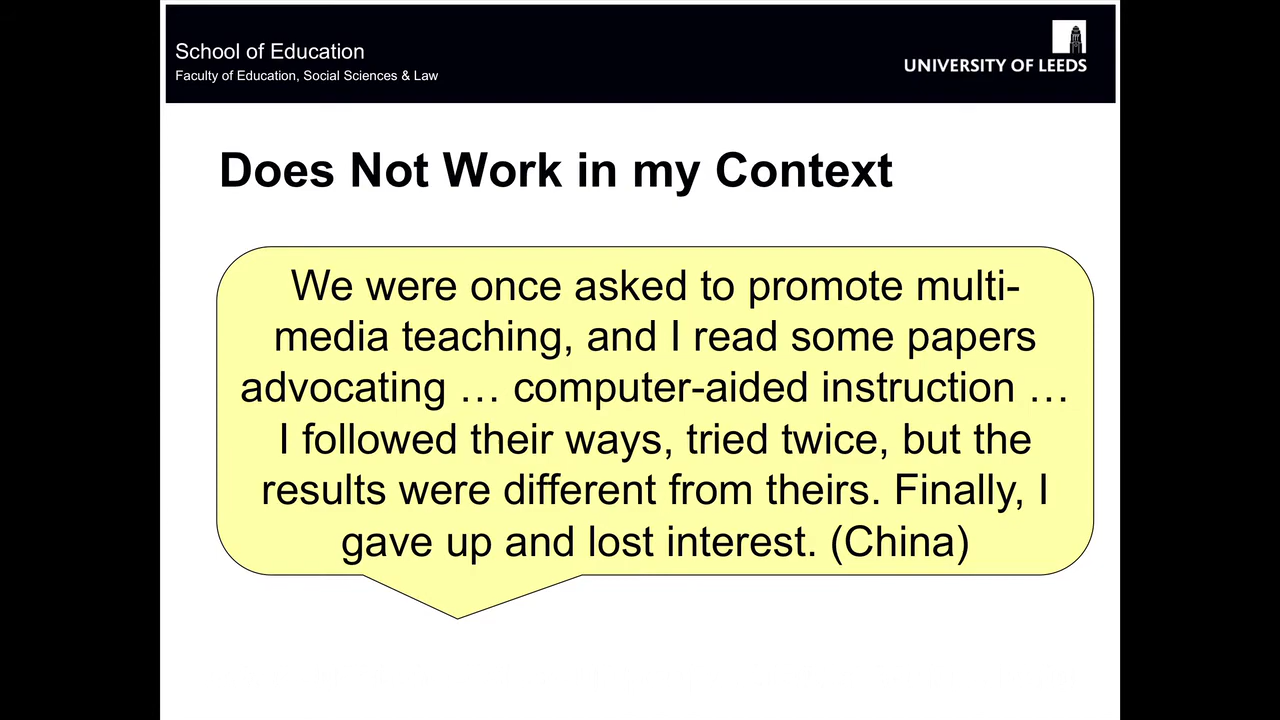 School of Education
Faculty of Education, Social Sciences & Law
UNIVERSITY OF LEEDS
Does Not Work in my Context
We were once asked to promote multi-
media teaching, and I read some papers
advocating … computer-aided instruction …
I followed their ways, tried twice, but the
results were different from theirs. Finally, I
gave up and lost interest. (China)